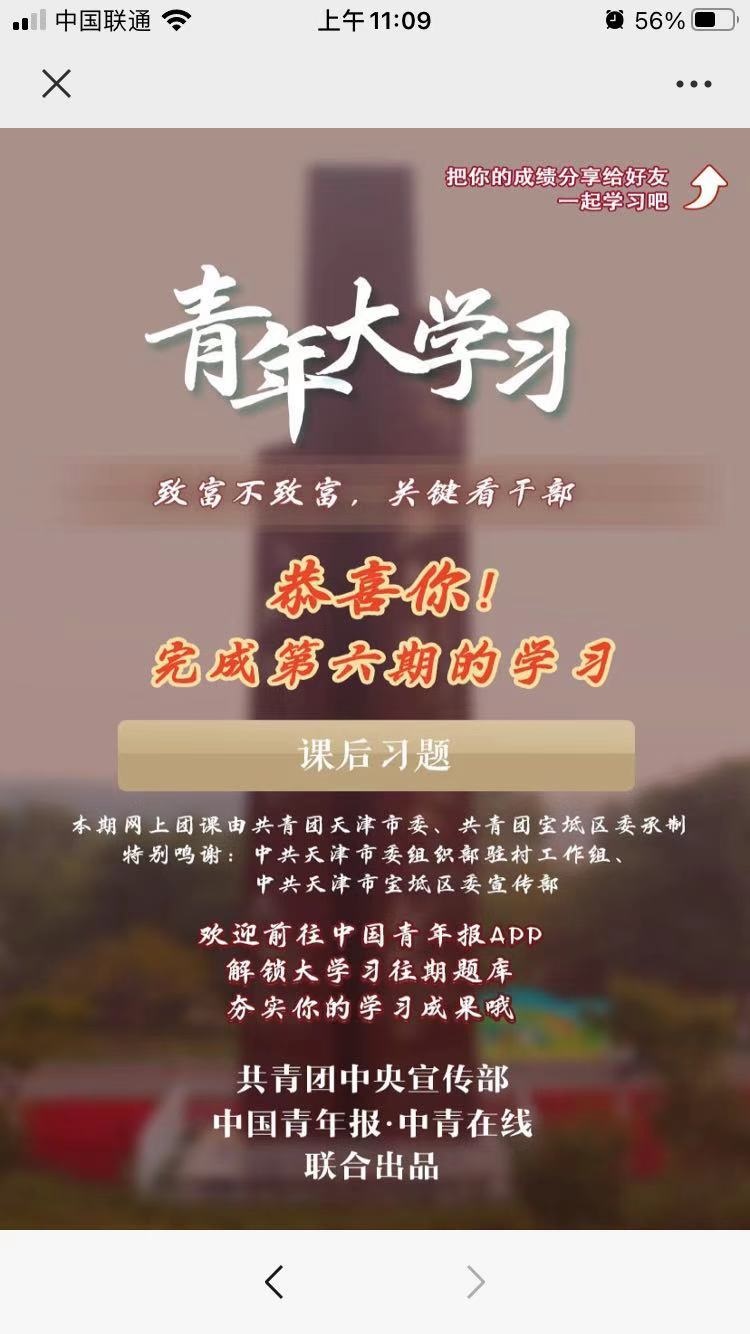 中国联通
上午11:09
56%
把你的成绩分享给好友
一起学习吧
青年大学习
致富不致富，关键看干部
恭喜你！
完成第六期的学习
课后习题
本期网上团课由共青团天津市委、共青团宝坻区委承制
特别鸣谢：中共天津市委组织部驻村工作组、
中共天津市宝坻区委宣传部
欢迎前往中国青年报APP
解锁大学习往期题库
夯实你的学习成果哦
共青团中央宣传部
中国青年报·中青在线
联合出品